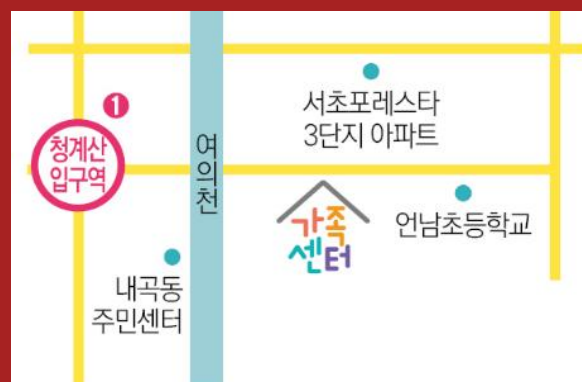 1
청계산
입구역
여의천
서초포레스타
3단지 아파트
가족
센터
언남초등학교
내곡동
주민센터